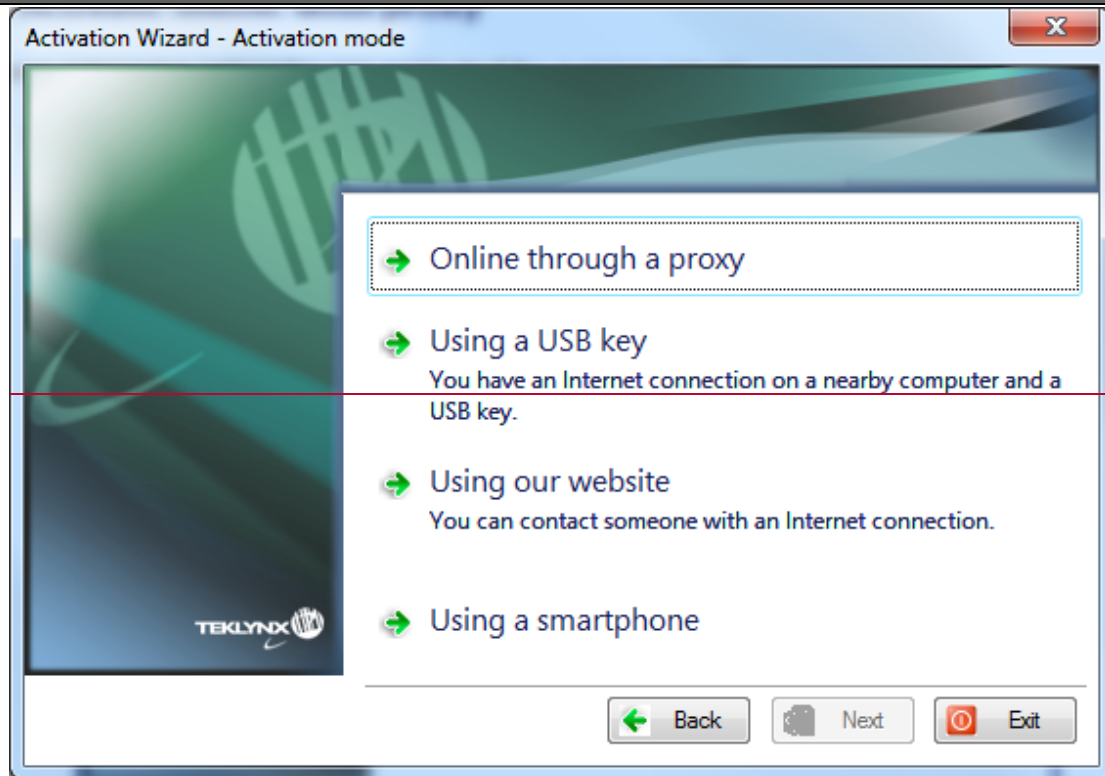 Activation Wizard - Activation mode
Online through a proxy
Using a USB key
You have an Internet connection on a nearby computer and a
USB key.
Using our website
You can contact someone with an Internet connection.
Using a smartphone
TEKLYNX
Back
Next
Exit